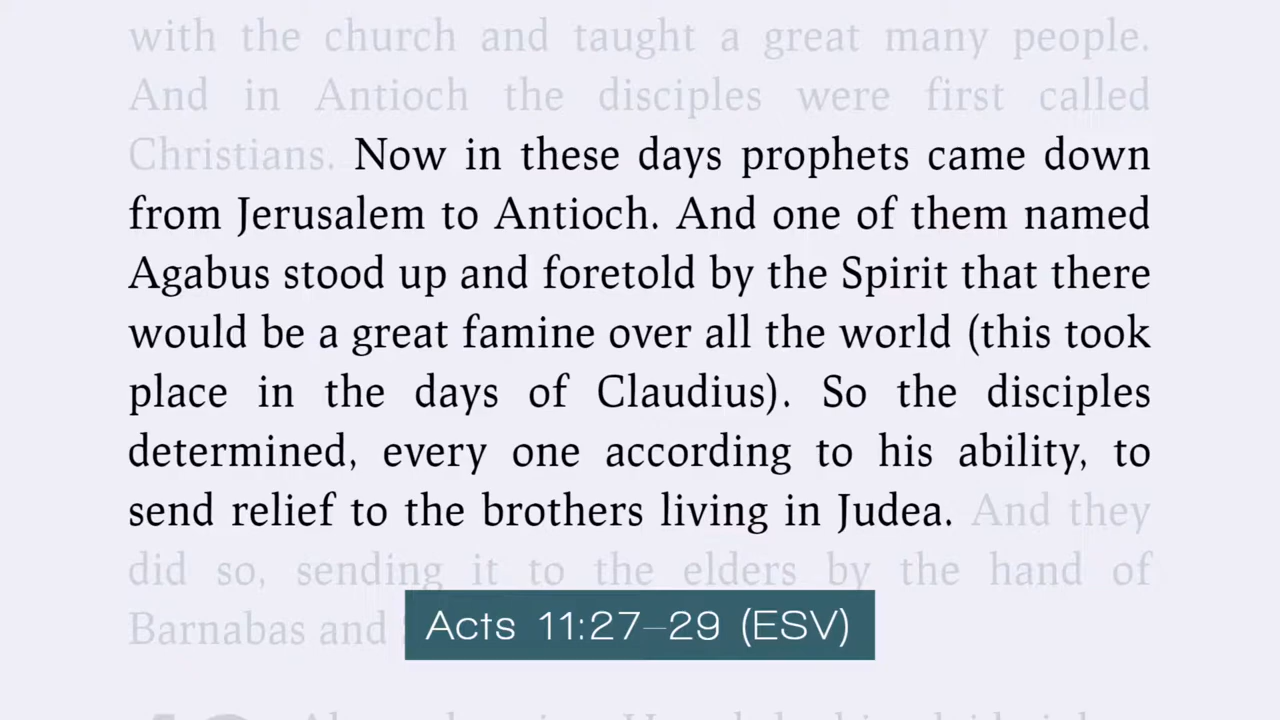 with the church and taught a great many people.
And in Antioch the disciples were first called
Christians. Now in these days prophets came down
from Jerusalem to Antioch. And one of them named
Agabus stood up and foretold by the Spirit that there
would be a great famine over all the world (this took
place in the days of Claudius). So the disciples
determined, every one according to his ability, to
send relief to the brothers living in Judea. And they
did so, sending it to the elders by the hand of
Barnabas and
Acts 11:27–29 (ESV)